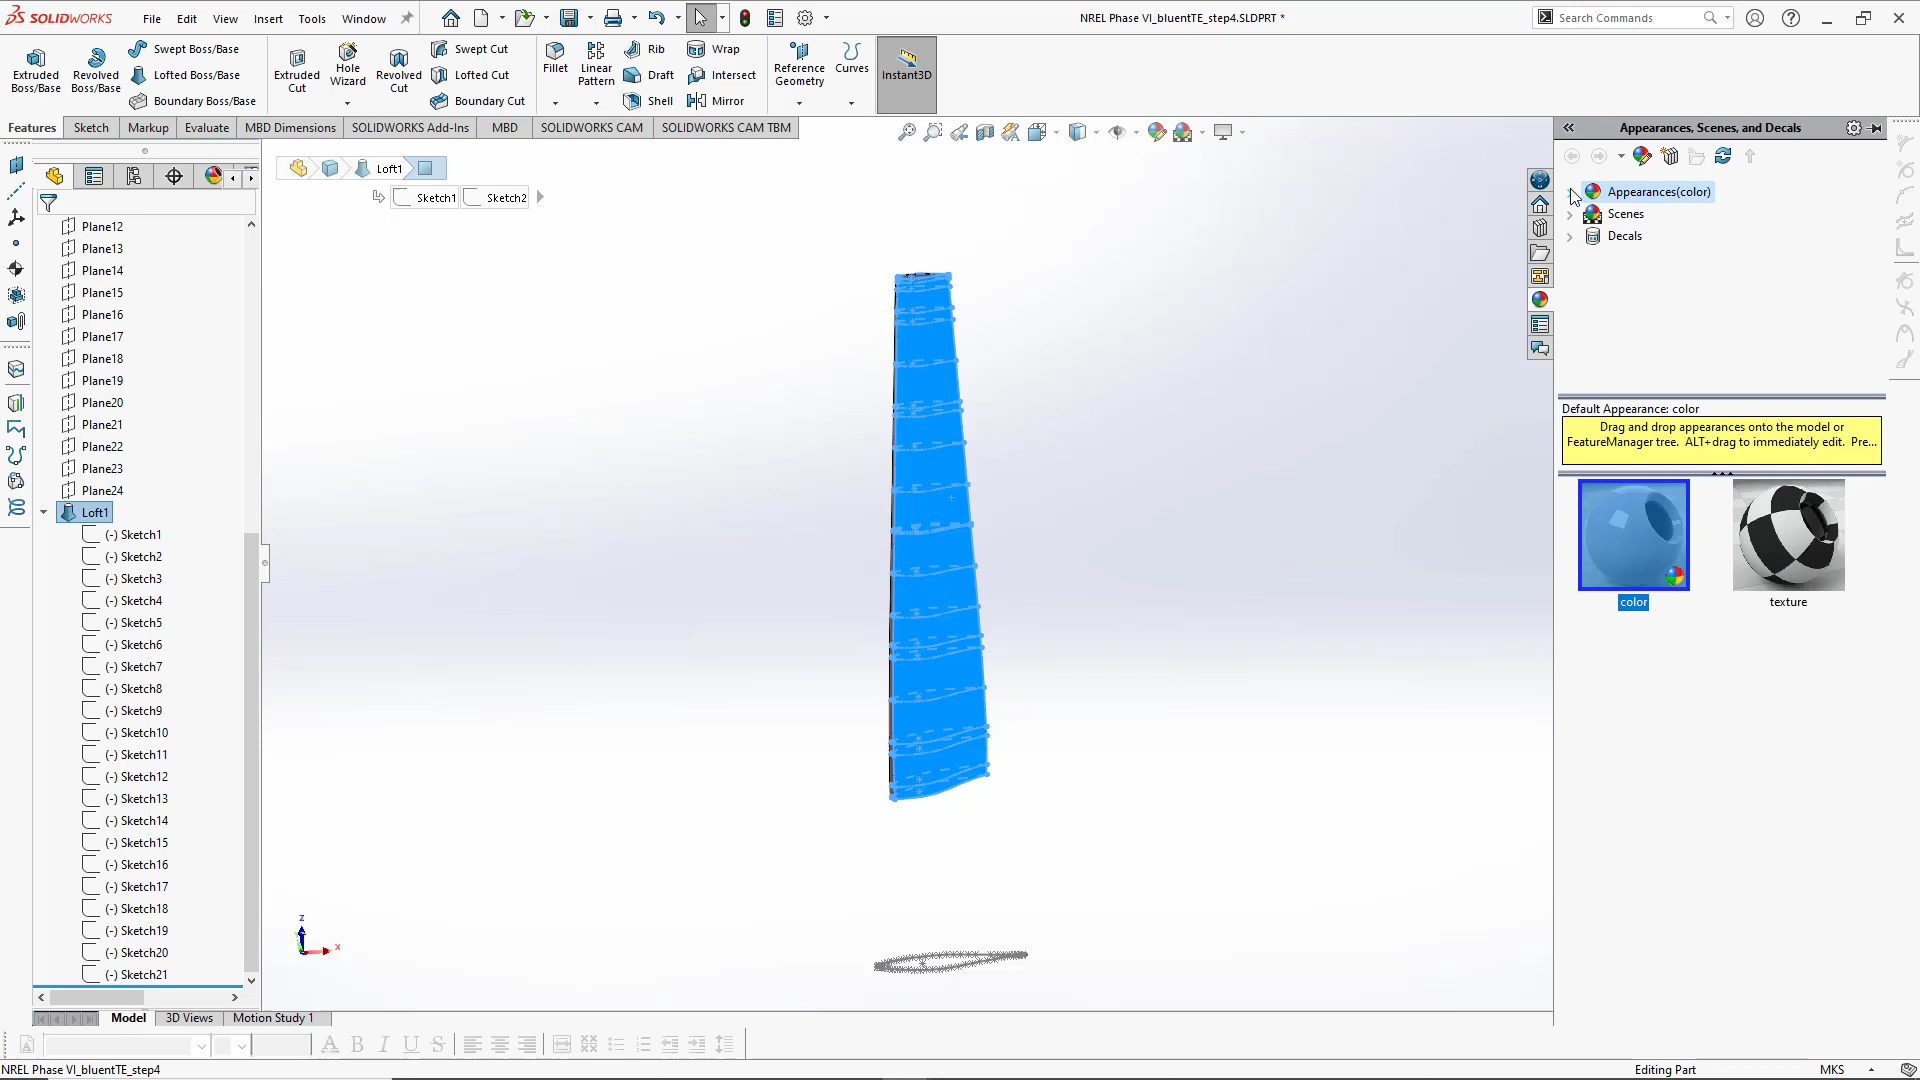 SOLIDWORKS File Edit View Insert Tools Window
NREL Phase VI_bluentTE_step4.SLDPRT *
Search Commands
Extruded Boss/Base
Revolved Boss/Base
Swept Boss/Base
Lofted Boss/Base
Boundary Boss/Base
Extruded Cut
Hole Wizard
Revolved Cut
Swept Cut
Lofted Cut
Boundary Cut
Fillet
Linear Pattern
Rib
Draft
Shell
Wrap
Intersect
Mirror
Reference Geometry
Curves
Instant3D
Features Sketch Markup Evaluate MBD Dimensions SOLIDWORKS Add-Ins MBD SOLIDWORKS CAM SOLIDWORKS CAM TBM
Loft1
Sketch1 Sketch2
Plane12
Plane13
Plane14
Plane15
Plane16
Plane17
Plane18
Plane19
Plane20
Plane21
Plane22
Plane23
Plane24
Loft1
(-) Sketch1
(-) Sketch2
(-) Sketch3
(-) Sketch4
(-) Sketch5
(-) Sketch6
(-) Sketch7
(-) Sketch8
(-) Sketch9
(-) Sketch10
(-) Sketch11
(-) Sketch12
(-) Sketch13
(-) Sketch14
(-) Sketch15
(-) Sketch16
(-) Sketch17
(-) Sketch18
(-) Sketch19
(-) Sketch20
(-) Sketch21
z
x
Appearances, Scenes, and Decals
Appearances(color)
Scenes
Decals
Default Appearance: color
Drag and drop appearances onto the model or
FeatureManager tree. ALT+drag to immediately edit. Pre...
color
texture
Model 3D Views Motion Study 1
A B I U S
NREL Phase VI_bluentTE_step4
Editing Part
MKS